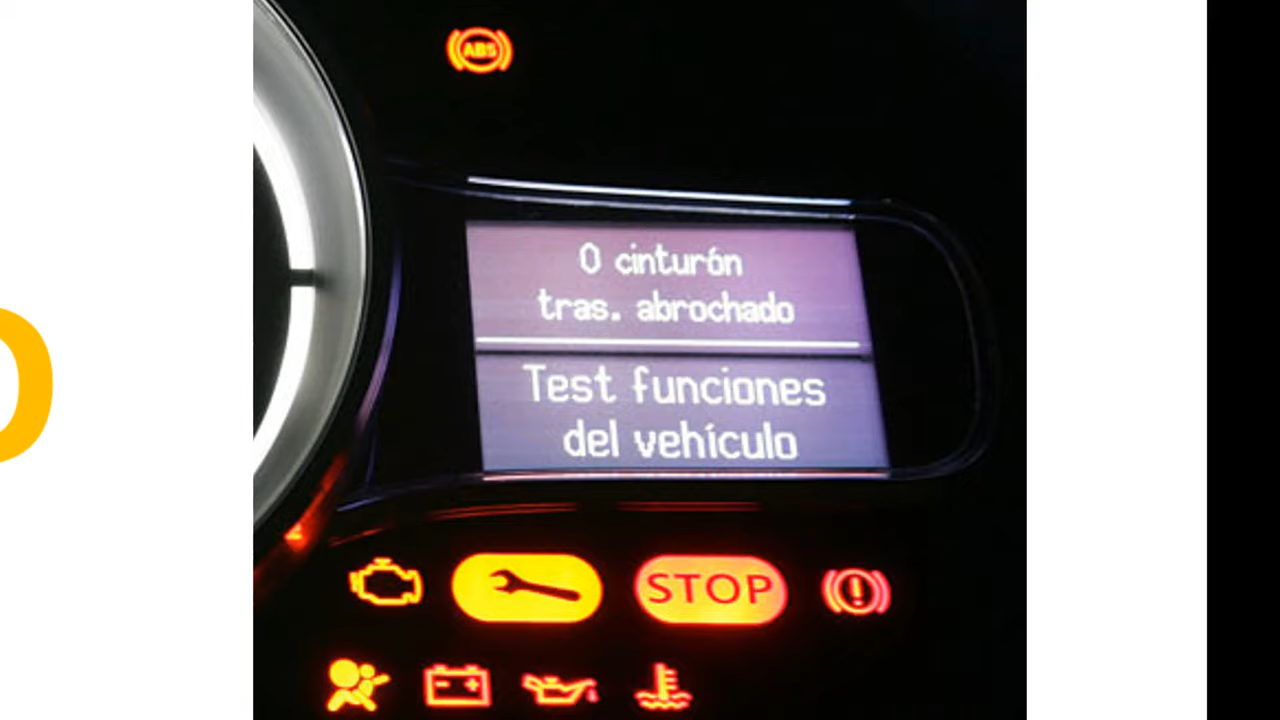 ABS
0 cinturón
tras. abrochado
Test funciones
del vehículo
STOP